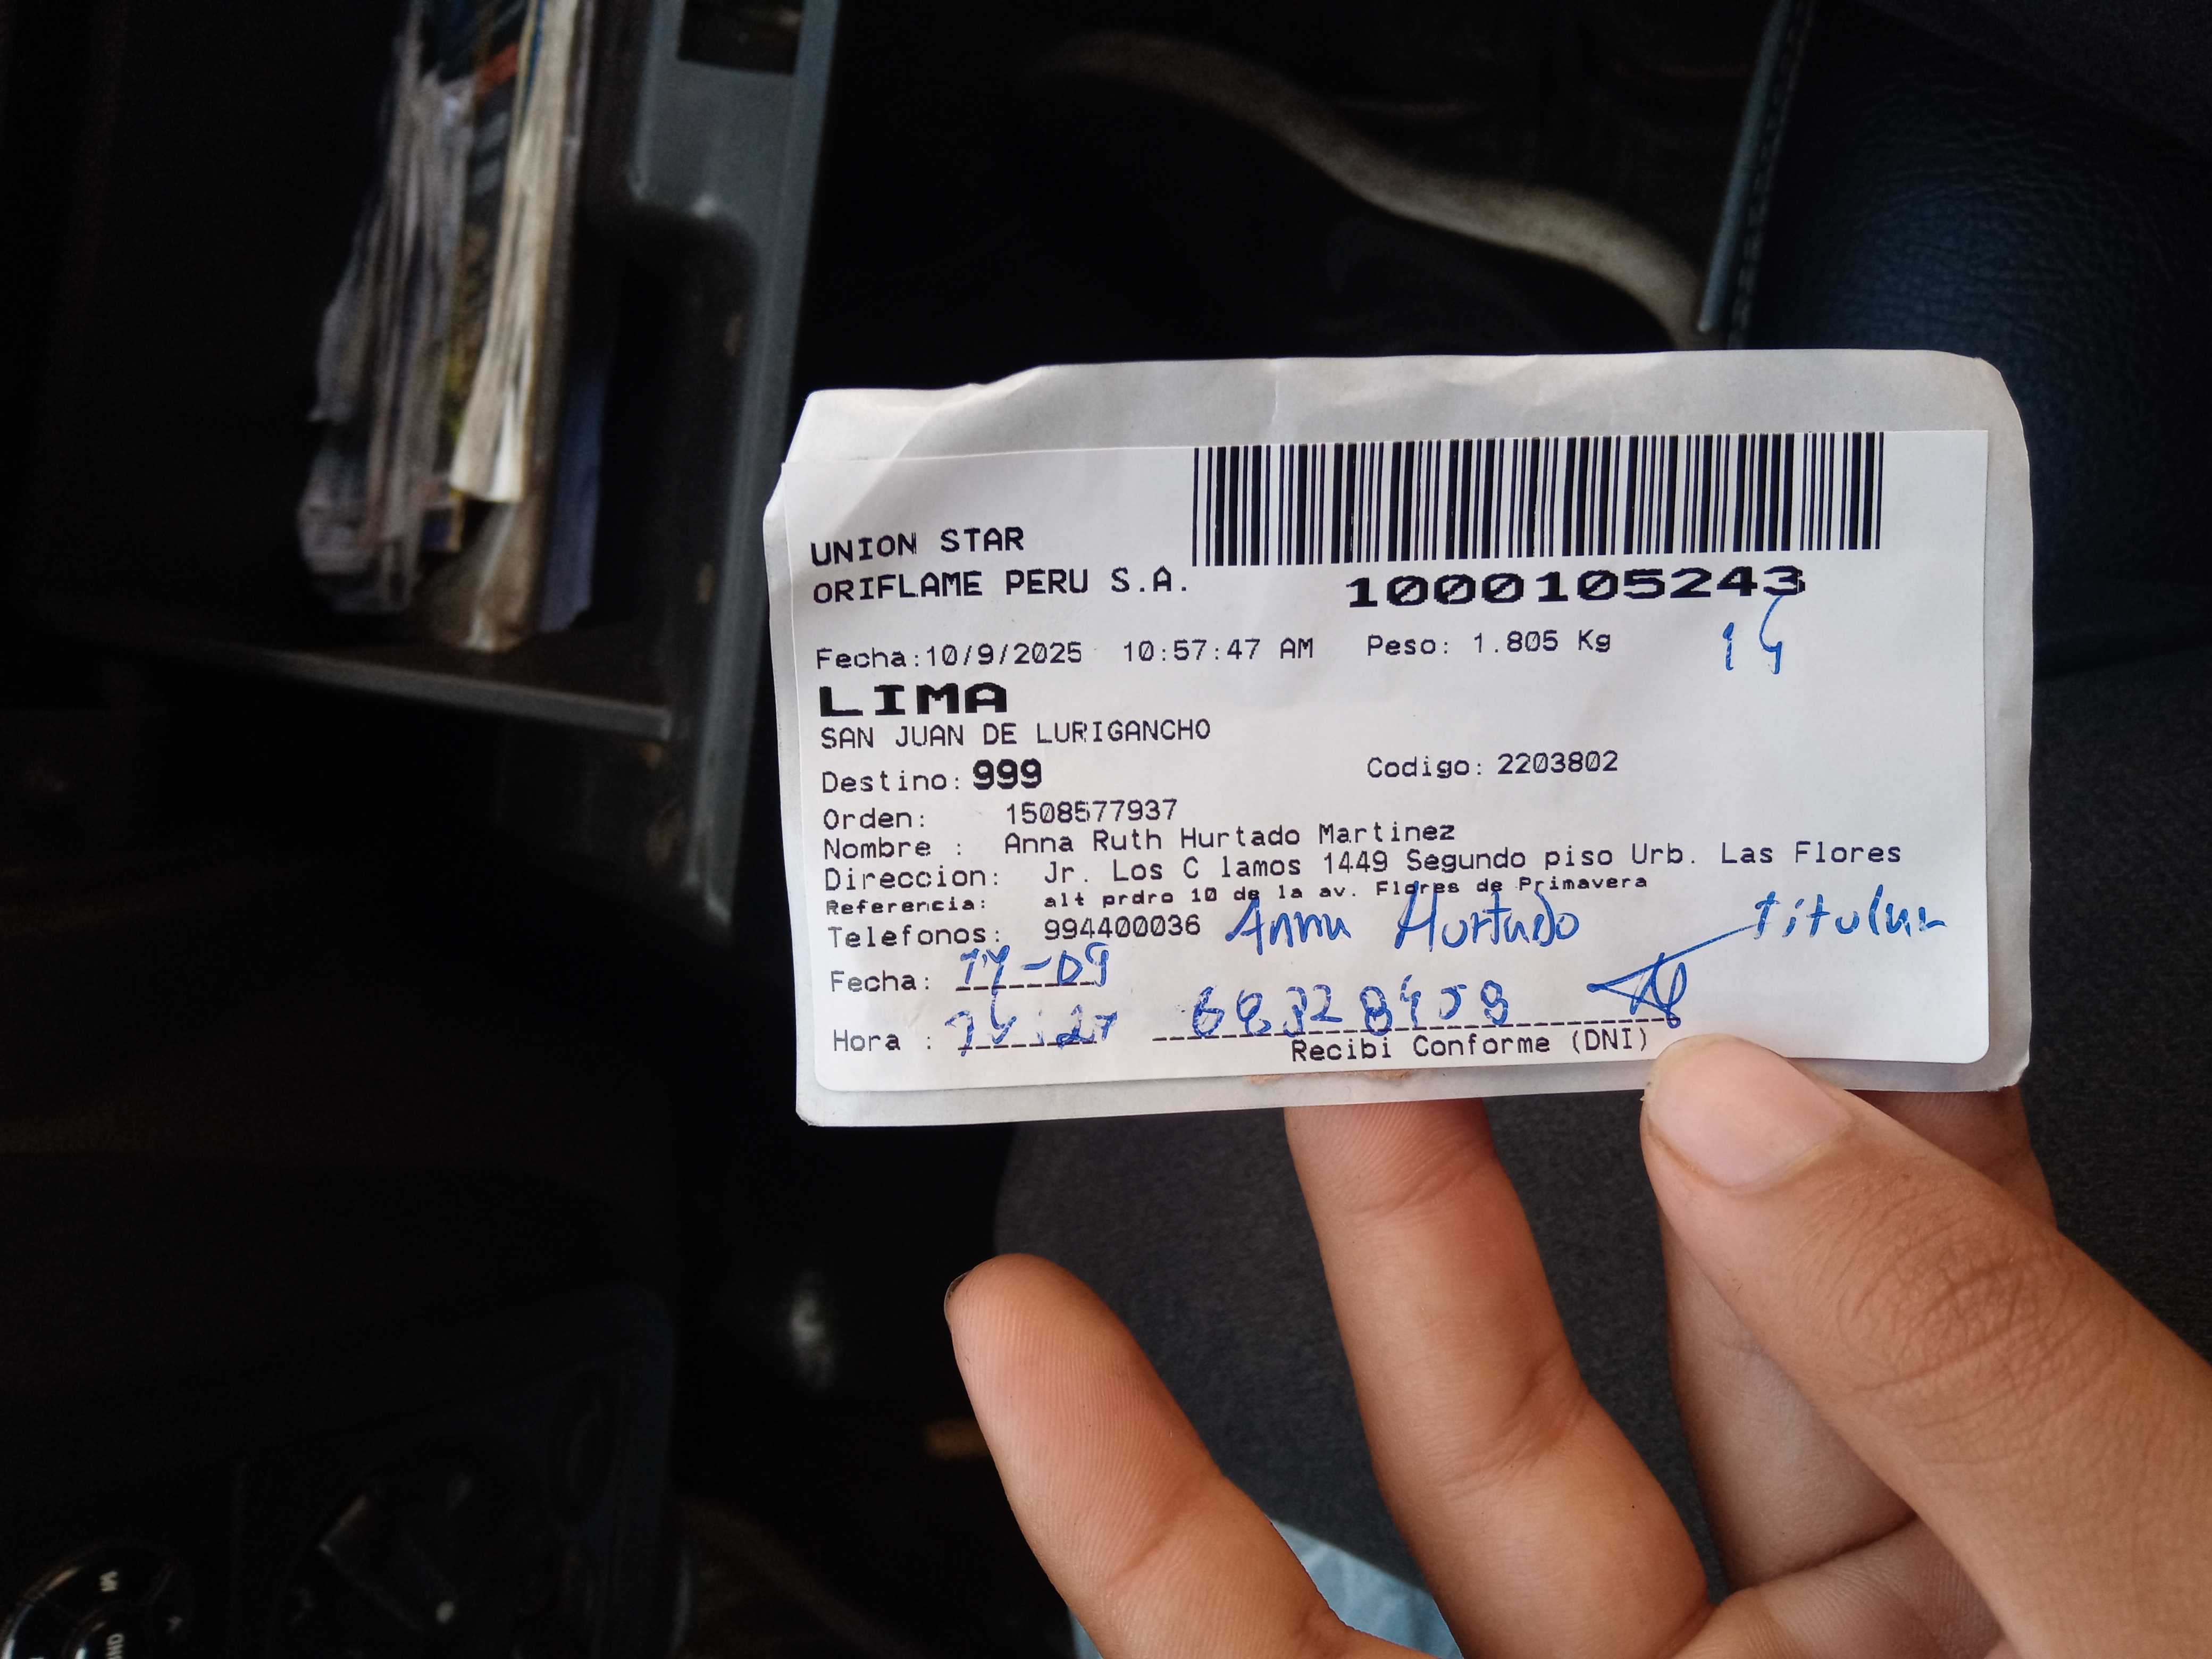 UNION STAR
ORIFLAME PERU S.A.
1000105243
Fecha:10/9/2025 10:57:47 AM Peso: 1.805 Kg
14
LIMA
SAN JUAN DE LURIGANCHO
Destino: 999 Codigo: 2203802
Orden: 1508577937
Nombre : Anna Ruth Hurtado Martinez
Direccion: Jr. Los C lamos 1449 Segundo piso Urb. Las Flores
Referencia: alt prdro 10 de la av. Flores de Primavera
Telefonos: 994400036 Anna Hurtado Titular
Fecha:
Hora :
Recibi Conforme (DNI)